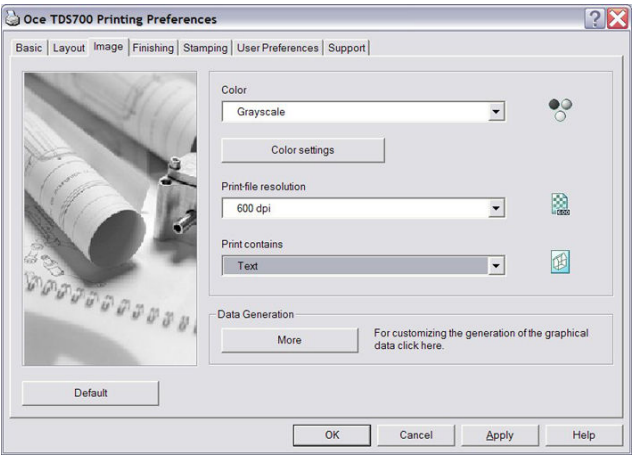 Oce TDS700 Printing Preferences
Basic Layout Image Finishing Stamping User Preferences Support
Color
Grayscale
Color settings
Print-file resolution
600 dpi
600
Print contains
Text
Data Generation
More
For customizing the generation of the graphical
data click here.
Default
OK Cancel Apply Help